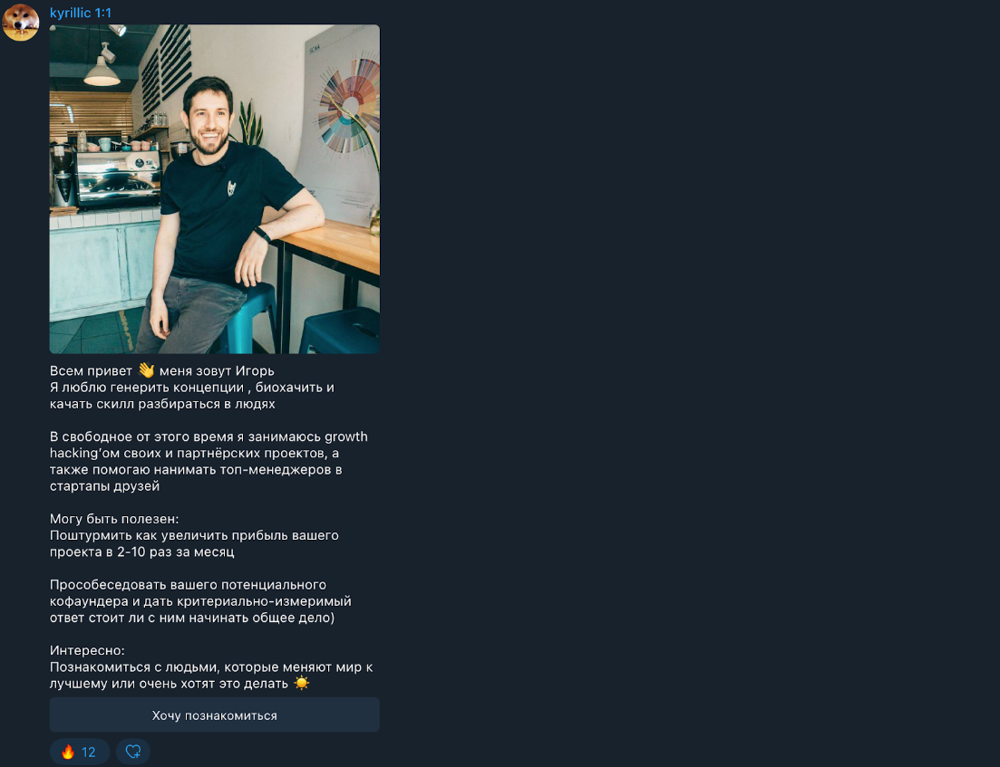 kyrillic 1:1
SCAA
Всем привет 👋 меня зовут Игорь
Я люблю генерить концепции , биохачить и
качать скилл разбираться в людях
В свободное от этого время я занимаюсь growth
hacking’ом своих и партнёрских проектов, а
также помогаю нанимать топ-менеджеров в
стартапы друзей
Могу быть полезен:
Поштурмить как увеличить прибыль вашего
проекта в 2-10 раз за месяц
Прособеседовать вашего потенциального
кофаундера и дать критериально-измеримый
ответ стоит ли с ним начинать общее дело)
Интересно:
Познакомиться с людьми, которые меняют мир к
лучшему или очень хотят это делать ☀️
Хочу познакомиться
🔥 12